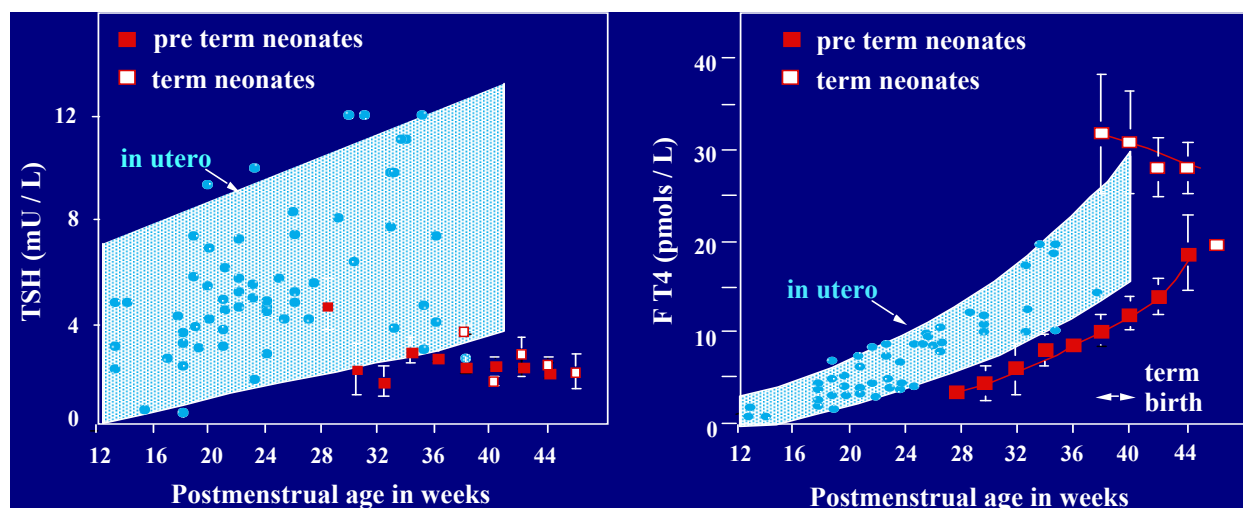 pre term neonates
term neonates
12
8
4
0
TSH (mU / L)
in utero
12
16
20
24
28
32
36
40
44
Postmenstrual age in weeks
pre term neonates
term neonates
40
30
20
10
0
F T4 (pmols / L)
in utero
term
birth
12
16
20
24
28
32
36
40
44
Postmenstrual age in weeks